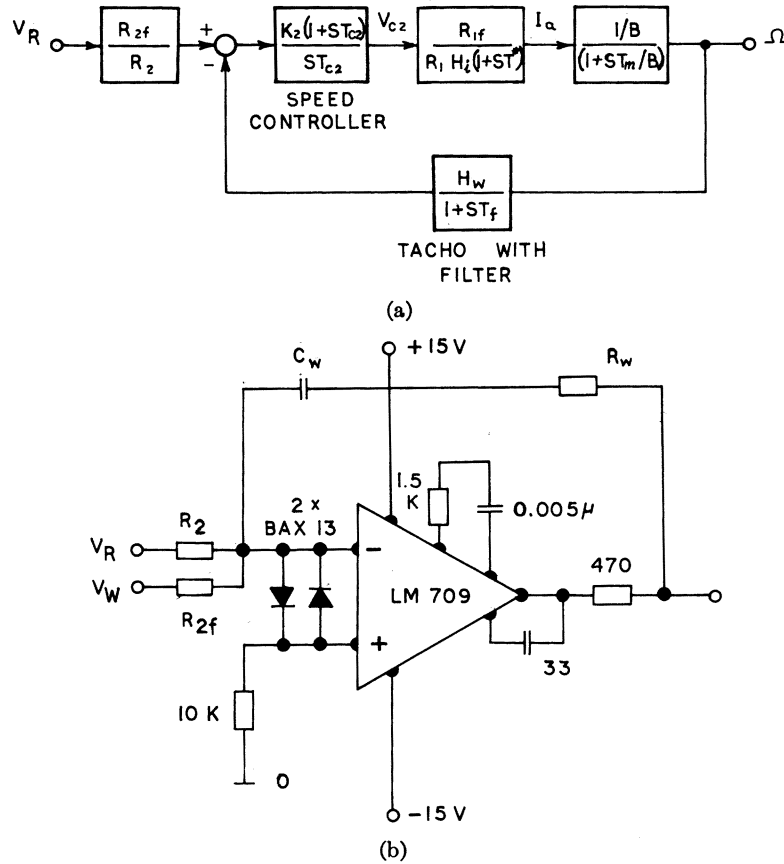 V_R
R_2f
R_2
+
−
K_2(1+ST_C2)
ST_C2
V_C2
R_1f
R_1 H_i(1+ST*)
I_a
1/B
(1+ST_m/B)
Ω
SPEED
CONTROLLER
H_W
1+ST_f
TACHO WITH
FILTER
(a)
C_W
+15V
R_W
1.5
K
0.005μ
2 ×
BAX 13
R_2
V_R
V_W
R_2f
−
LM 709
+
470
33
10 K
0
−15V
(b)